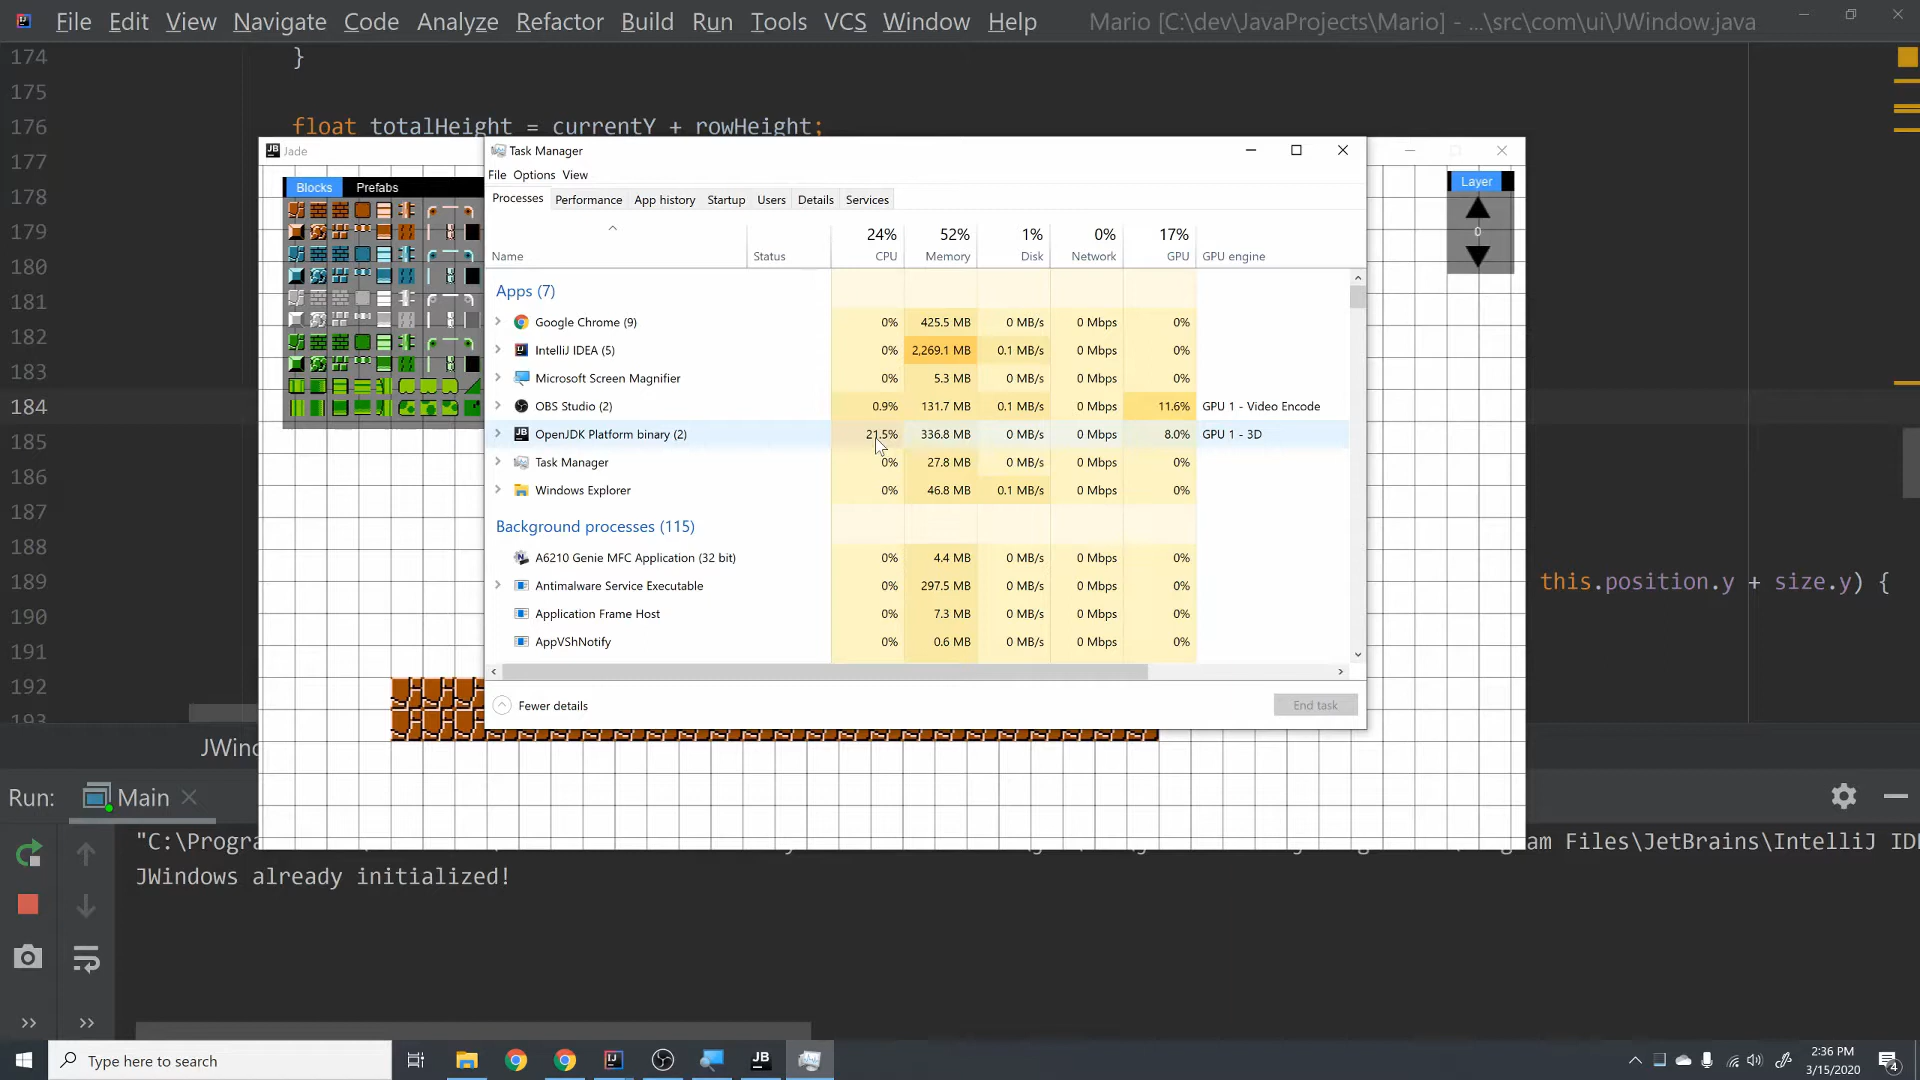 File Edit View Navigate Code Analyze Refactor Build Run Tools VCS Window Help Mario [C:\dev\JavaProjects\Mario] - ...\src\com\ui\JWindow.java
174 }
175
176 float totalHeight = currentY + rowHeight;
177
178
179
180
181
182
183
184
185
186
187
188
189 this.position.y + size.y) {
190
191
192
193
Jade
Blocks Prefabs
Layer
0
Task Manager
File Options View
Processes Performance App history Startup Users Details Services
24% 52% 1% 0% 17%
Name Status CPU Memory Disk Network GPU GPU engine
Apps (7)
Google Chrome (9) 0% 425.5 MB 0 MB/s 0 Mbps 0%
IntelliJ IDEA (5) 0% 2,269.1 MB 0.1 MB/s 0 Mbps 0%
Microsoft Screen Magnifier 0% 5.3 MB 0 MB/s 0 Mbps 0%
OBS Studio (2) 0.9% 131.7 MB 0.1 MB/s 0 Mbps 11.6% GPU 1 - Video Encode
OpenJDK Platform binary (2) 21.5% 336.8 MB 0 MB/s 0 Mbps 8.0% GPU 1 - 3D
Task Manager 0% 27.8 MB 0 MB/s 0 Mbps 0%
Windows Explorer 0% 46.8 MB 0.1 MB/s 0 Mbps 0%
Background processes (115)
A6210 Genie MFC Application (32 bit) 0% 4.4 MB 0 MB/s 0 Mbps 0%
Antimalware Service Executable 0% 297.5 MB 0 MB/s 0 Mbps 0%
Application Frame Host 0% 7.3 MB 0 MB/s 0 Mbps 0%
AppVShNotify 0% 0.6 MB 0 MB/s 0 Mbps 0%
Fewer details End task
JWind
Run: Main
"C:\Progra am Files\JetBrains\IntelliJ IDE
JWindows already initialized!
Type here to search
2:36 PM
3/15/2020
4